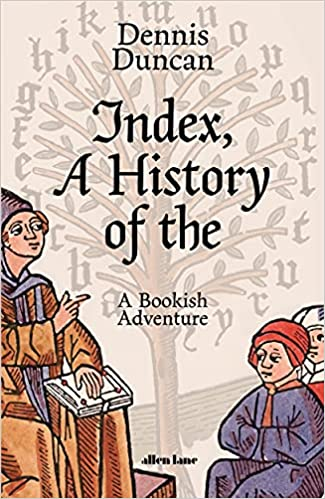 Dennis
Duncan
Index,
A History
of the
A Bookish
Adventure
allen lane